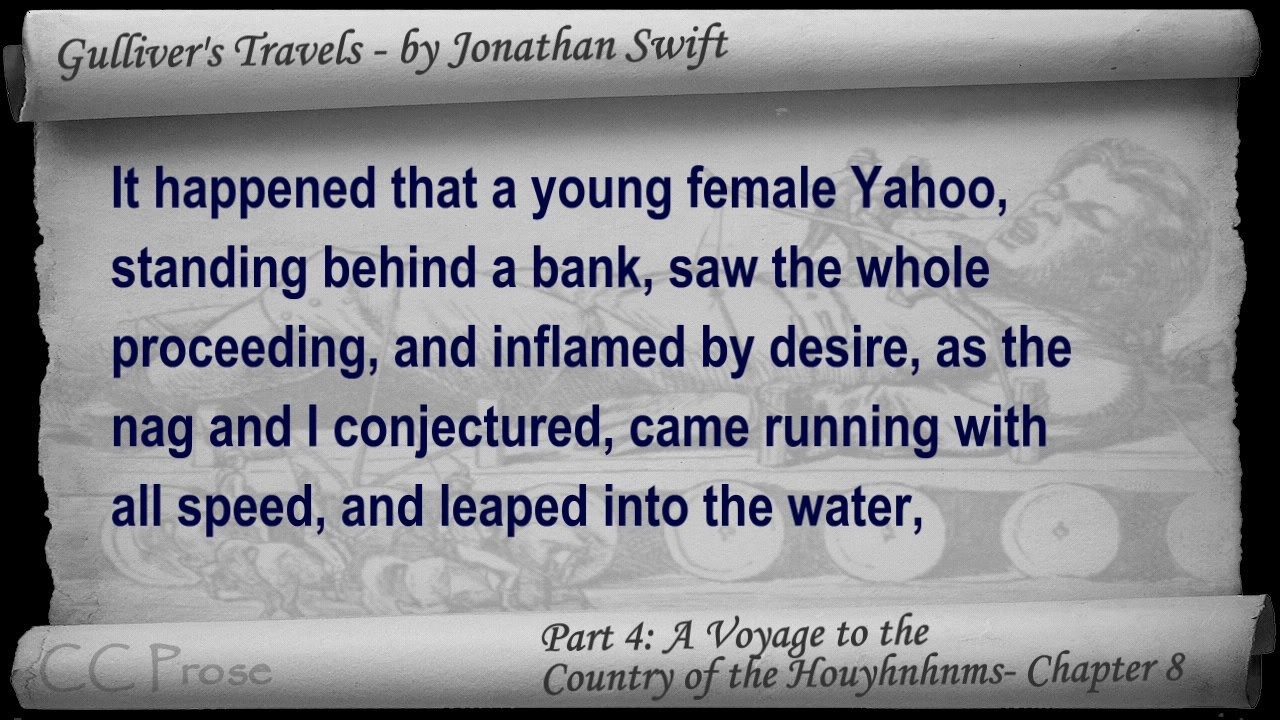 Gulliver's Travels - by Jonathan Swift
It happened that a young female Yahoo,
standing behind a bank, saw the whole
proceeding, and inflamed by desire, as the
nag and I conjectured, came running with
all speed, and leaped into the water,
CC Prose
Part 4: A Voyage to the
Country of the Houyhnhnms- Chapter 8